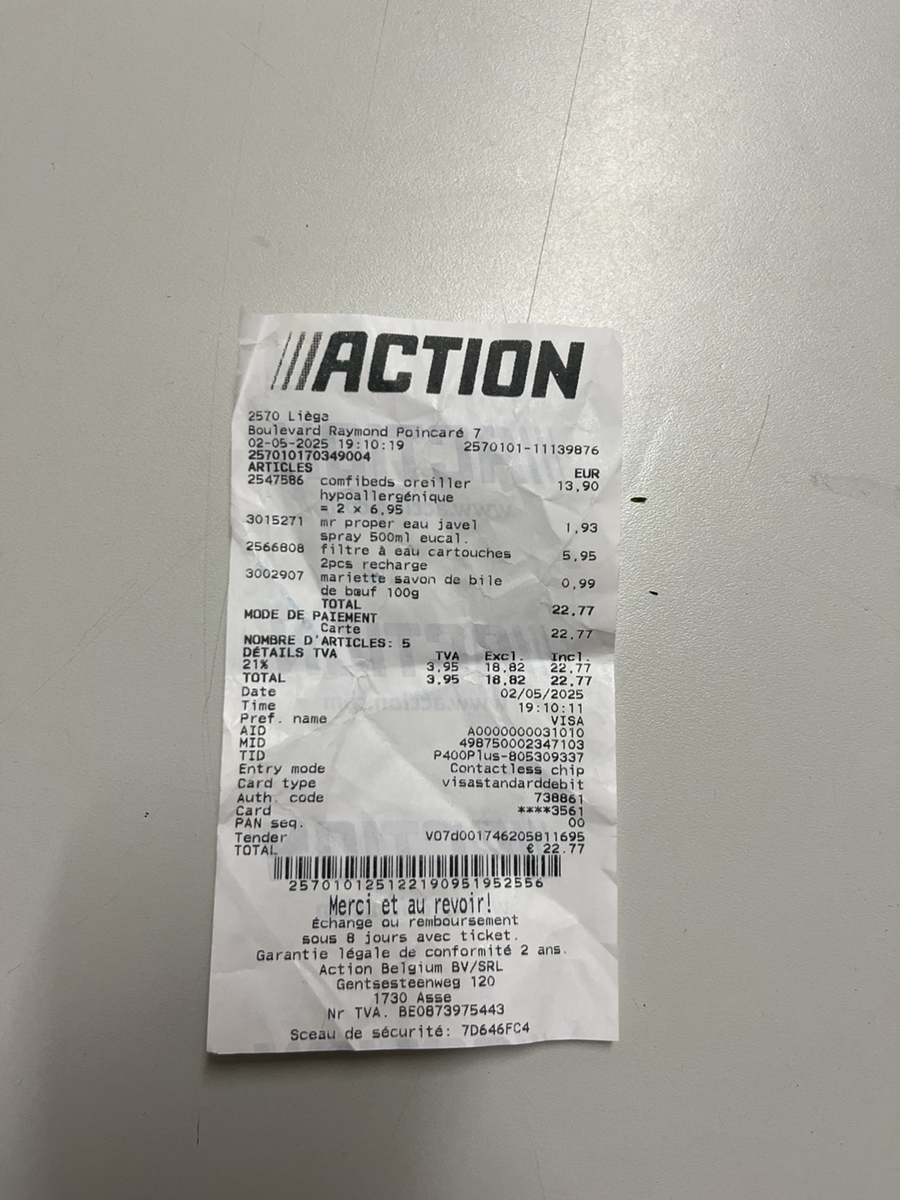 ACTION
2570 Liège
Boulevard Raymond Poincaré 7
02-05-2025 19:10:19 2570101-11139876
257010170349004
ARTICLES EUR
2547586 comfibeds oreiller 13,90
hypoallergénique
= 2 x 6,95
3015271 mr proper eau javel 1,93
spray 500ml eucal.
2566808 filtre à eau cartouches 5,95
2pcs recharge
3002907 mariette savon de bile 0,99
de bœuf 100g
TOTAL 22,77
MODE DE PAIEMENT
Carte 22,77
NOMBRE D'ARTICLES: 5
DÉTAILS TVA TVA Excl. Incl.
21% 3,95 18,82 22,77
TOTAL 3,95 18,82 22,77
Date 02/05/2025
Time 19:10:11
Pref. name VISA
AID A0000000031010
MID 498750002347103
TID P400Plus-805309337
Entry mode Contactless chip
Card type visastandarddebit
Auth. code 738861
Card ****3561
PAN seq. 00
Tender V07d001746205811695
TOTAL € 22.77
257010125122190951952556
Merci et au revoir!
Échange ou remboursement
sous 8 jours avec ticket.
Garantie légale de conformité 2 ans.
Action Belgium BV/SRL
Gentsesteenweg 120
1730 Asse
Nr TVA. BE0873975443
Sceau de sécurité: 7D646FC4